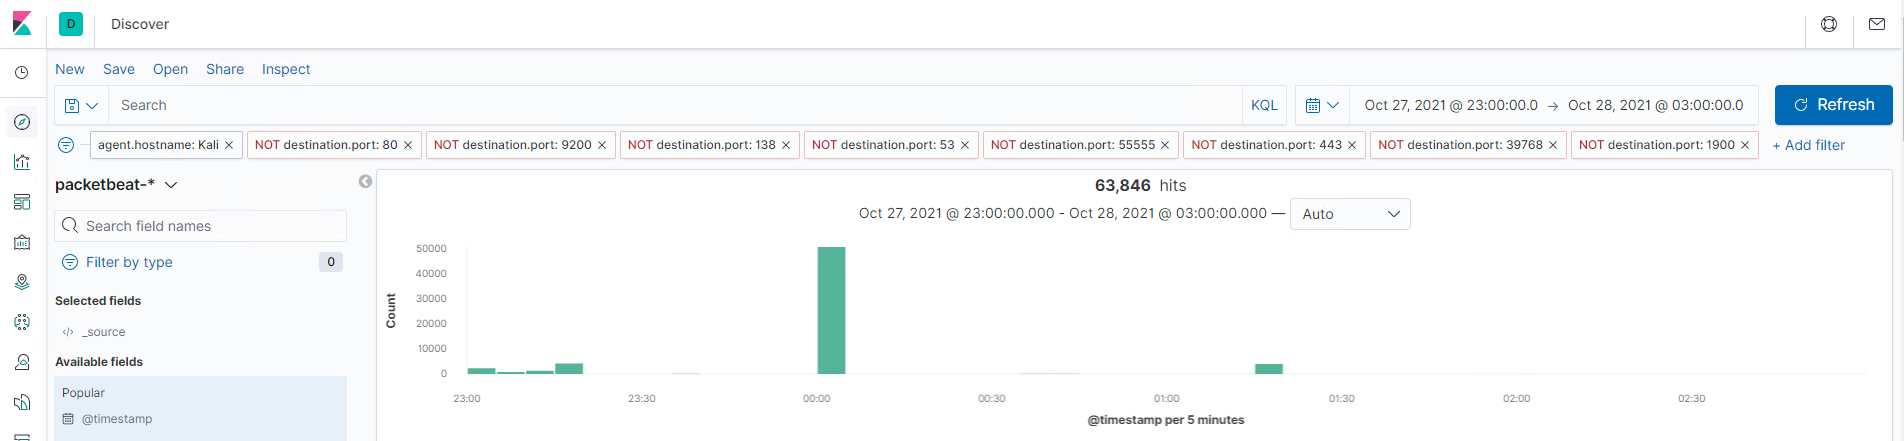 D Discover
New Save Open Share Inspect
Search KQL Oct 27, 2021 @ 23:00:00.0 → Oct 28, 2021 @ 03:00:00.0 Refresh
agent.hostname: Kali × NOT destination.port: 80 × NOT destination.port: 9200 × NOT destination.port: 138 × NOT destination.port: 53 × NOT destination.port: 55555 × NOT destination.port: 443 × NOT destination.port: 39768 × NOT destination.port: 1900 × + Add filter
packetbeat-*
Search field names
Filter by type 0
Selected fields
</> _source
Available fields
Popular
@timestamp
63,846 hits
Oct 27, 2021 @ 23:00:00.000 - Oct 28, 2021 @ 03:00:00.000 — Auto
Count
50000
40000
30000
20000
10000
0
23:00 23:30 00:00 00:30 01:00 01:30 02:00 02:30
@timestamp per 5 minutes